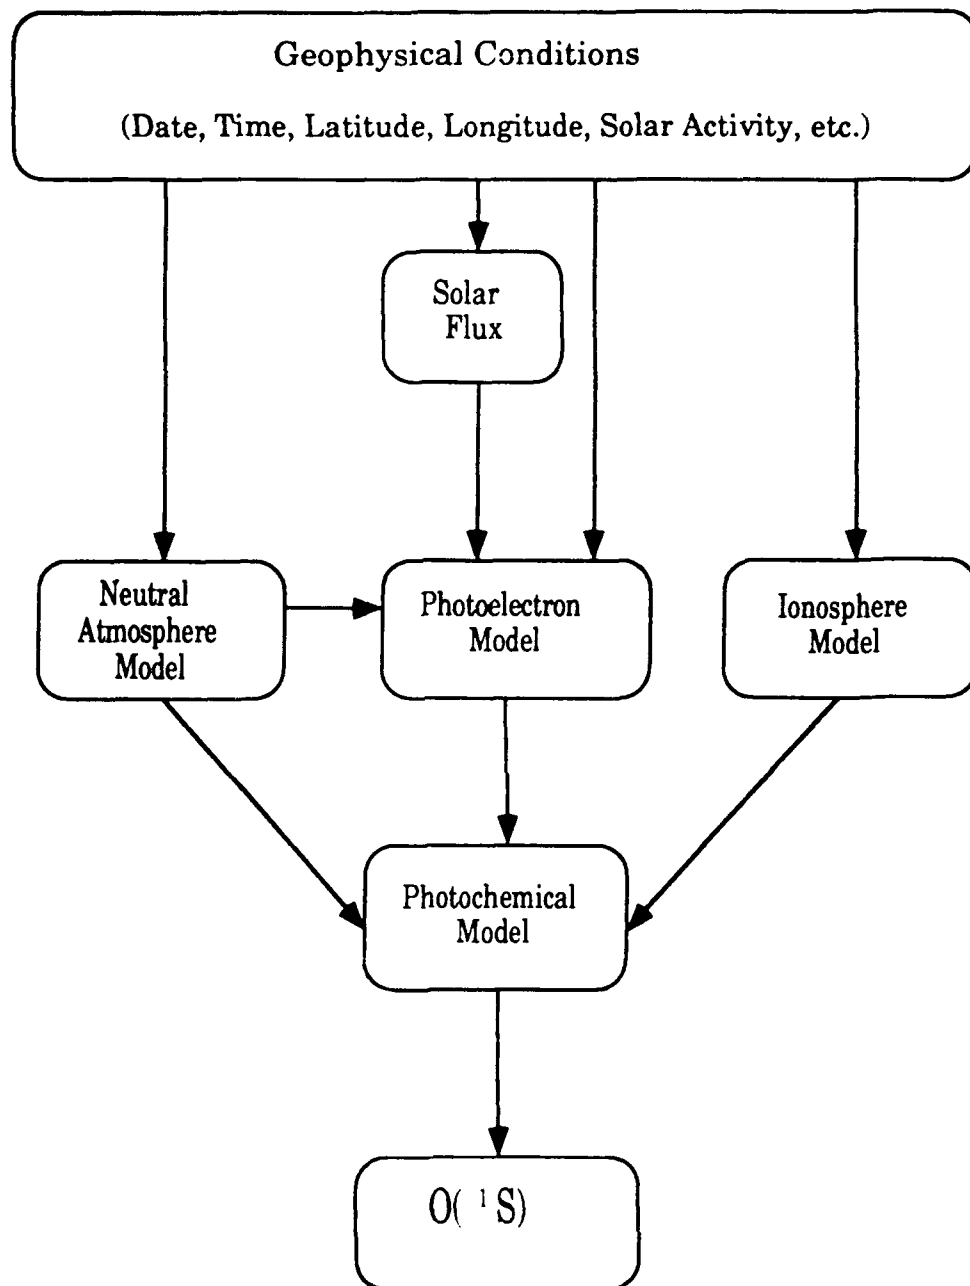 Geophysical Conditions
(Date, Time, Latitude, Longitude, Solar Activity, etc.)
Solar
Flux
Neutral
Atmosphere
Model
Photoelectron
Model
Ionosphere
Model
Photochemical
Model
O( ¹S)